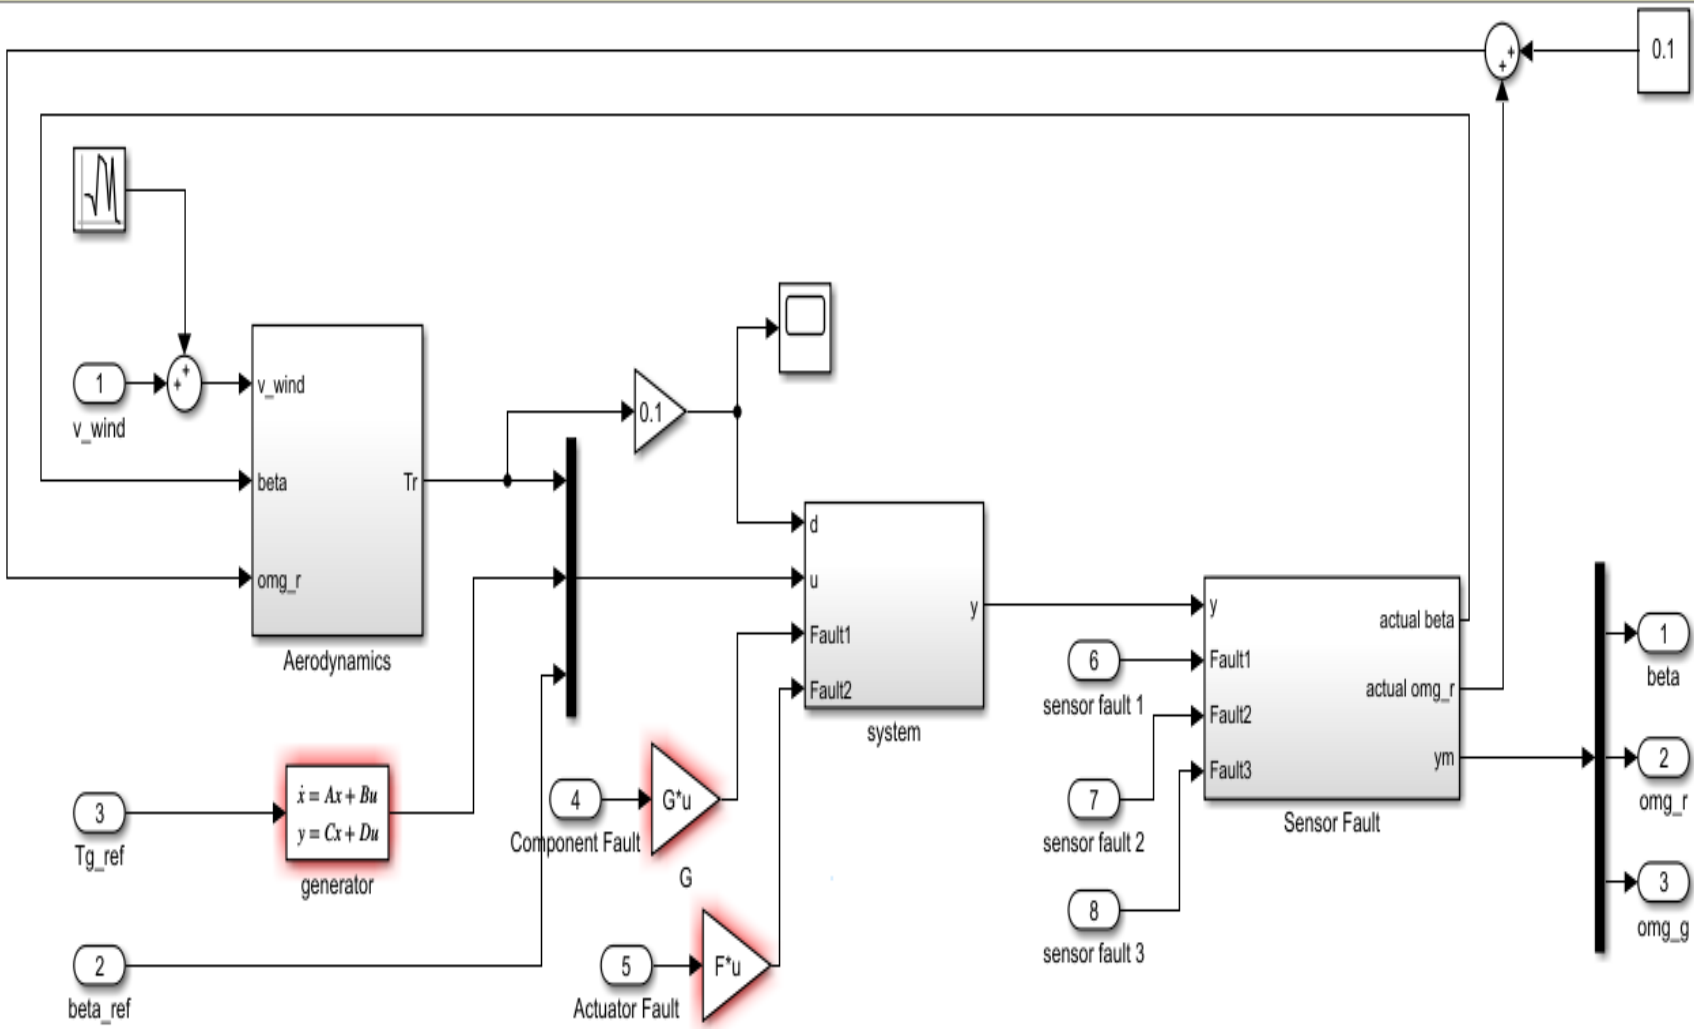 0.1
+
+
1
v_wind
+
+
v_wind
beta
omg_r
Tr
Aerodynamics
0.1
d
u
Fault1
Fault2
y
system
3
Tg_ref
ẋ = Ax + Bu
y = Cx + Du
generator
4
Component Fault
G*u
G
2
beta_ref
5
Actuator Fault
F*u
6
sensor fault 1
7
sensor fault 2
8
sensor fault 3
y
Fault1
Fault2
Fault3
actual beta
actual omg_r
ym
Sensor Fault
1
beta
2
omg_r
3
omg_g